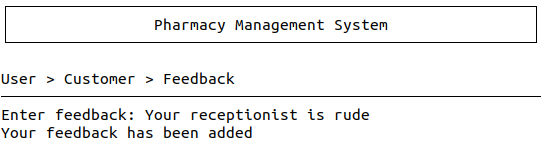 Pharmacy Management System
User > Customer > Feedback
Enter feedback: Your receptionist is rude
Your feedback has been added